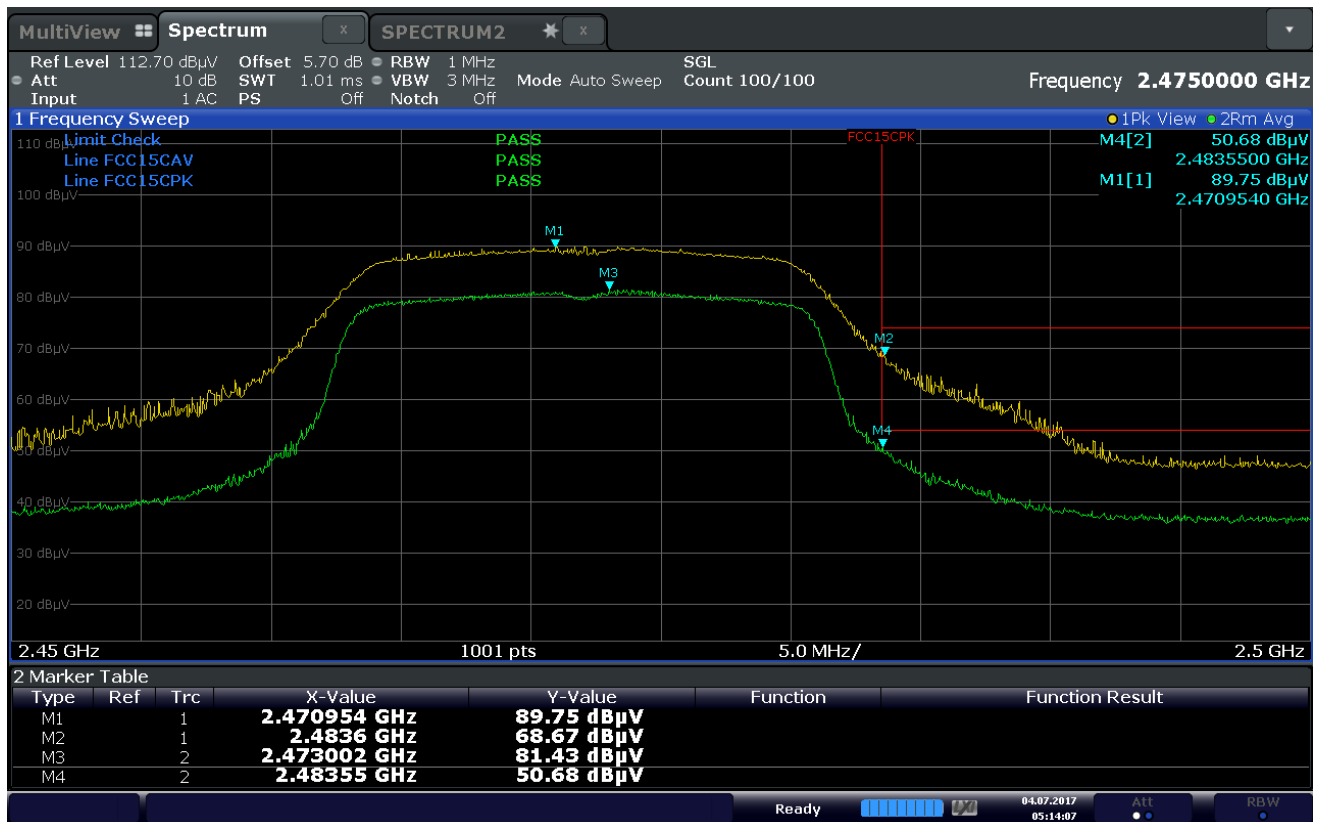 MultiView Spectrum x SPECTRUM2 x
Ref Level 112.70 dBµV Offset 5.70 dB RBW 1 MHz SGL
Att 10 dB SWT 1.01 ms VBW 3 MHz Mode Auto Sweep Count 100/100 Frequency 2.4750000 GHz
Input 1 AC PS Off Notch Off
1 Frequency Sweep 1Pk View 2Rm Avg
110 dBµV Limit Check PASS FCC15CPK M4[2] 50.68 dBµV
Line FCC15CAV PASS 2.4835500 GHz
Line FCC15CPK PASS M1[1] 89.75 dBµV
100 dBµV 2.4709540 GHz
M1
90 dBµV
M3
80 dBµV
M2
70 dBµV
60 dBµV
M4
50 dBµV
40 dBµV
30 dBµV
20 dBµV
2.45 GHz 1001 pts 5.0 MHz/ 2.5 GHz
2 Marker Table
Type Ref Trc X-Value Y-Value Function Function Result
M1 1 2.470954 GHz 89.75 dBµV
M2 1 2.4836 GHz 68.67 dBµV
M3 2 2.473002 GHz 81.43 dBµV
M4 2 2.48355 GHz 50.68 dBµV
Ready 04.07.2017 Att RBW
05:14:07